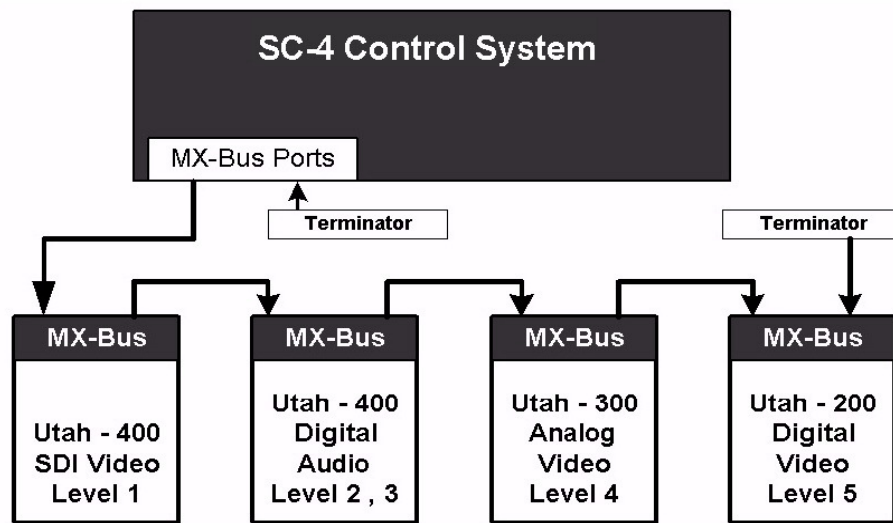 SC-4 Control System
MX-Bus Ports
Terminator
Terminator
MX-Bus
Utah - 400
SDI Video
Level 1
MX-Bus
Utah - 400
Digital
Audio
Level 2 , 3
MX-Bus
Utah - 300
Analog
Video
Level 4
MX-Bus
Utah - 200
Digital
Video
Level 5